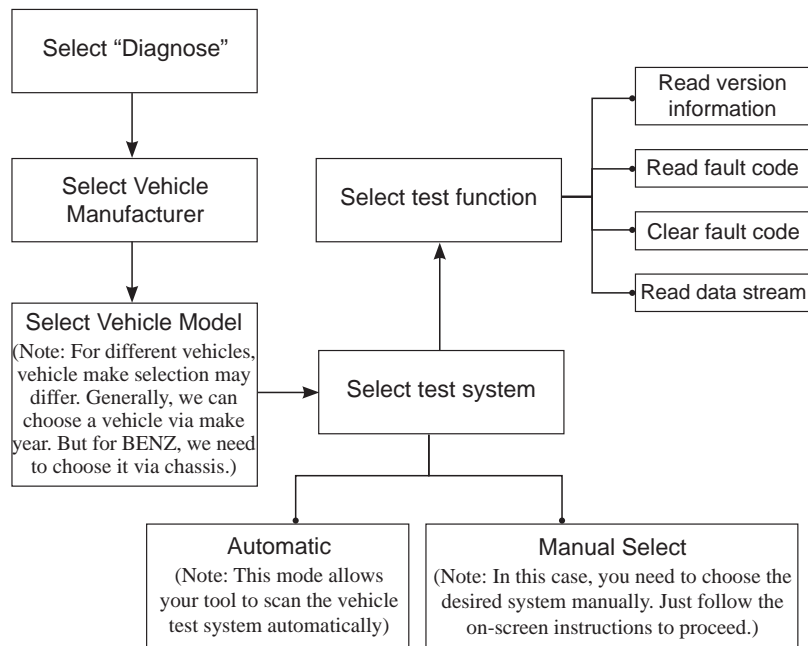 Select “Diagnose”
Select Vehicle
Manufacturer
Select Vehicle Model
(Note: For different vehicles,
vehicle make selection may
differ. Generally, we can
choose a vehicle via make
year. But for BENZ, we need
to choose it via chassis.)
Select test system
Automatic
(Note: This mode allows
your tool to scan the vehicle
test system automatically)
Manual Select
(Note: In this case, you need to choose the
desired system manually. Just follow the
on-screen instructions to proceed.)
Select test function
Read version
information
Read fault code
Clear fault code
Read data stream